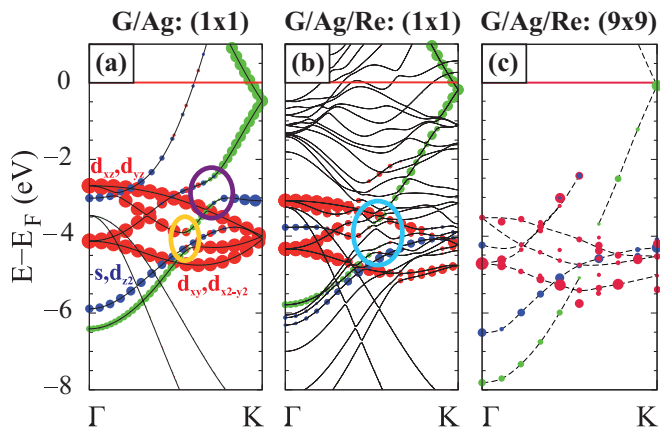 G/Ag: (1x1) G/Ag/Re: (1x1) G/Ag/Re: (9x9)
(a) (b) (c)
0
−2
−4
−6
−8
E−E_F (eV)
d_xz,d_yz
s,d_z2
d_xy,d_x2-y2
Γ K Γ K Γ K